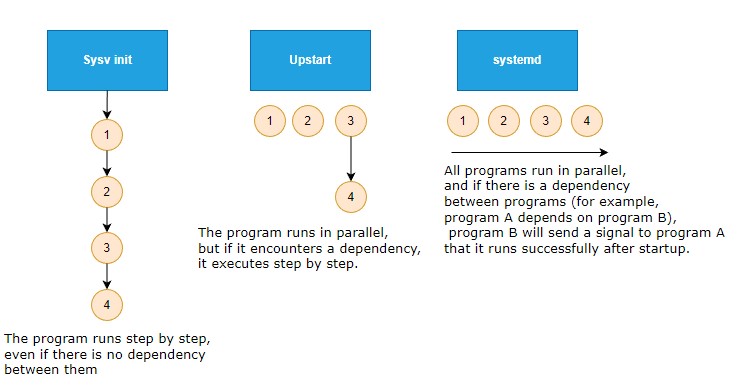 Sysv init
1
2
3
4
The program runs step by step,
even if there is no dependency
between them
Upstart
1 2 3
4
The program runs in parallel,
but if it encounters a dependency,
it executes step by step.
systemd
1 2 3 4
All programs run in parallel,
and if there is a dependency
between programs (for example,
program A depends on program B),
program B will send a signal to program A
that it runs successfully after startup.